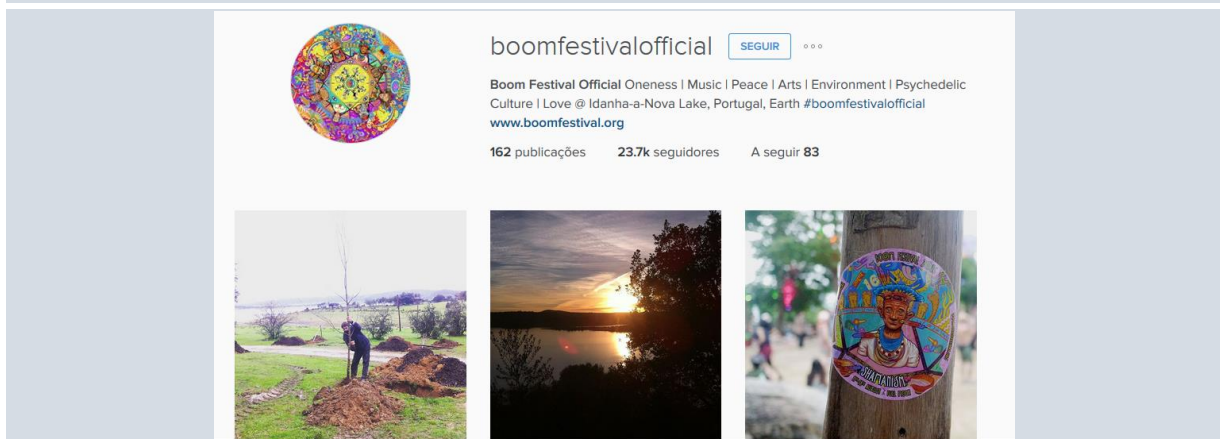 boomfestivalofficial SEGUIR
Boom Festival Official Oneness | Music | Peace | Arts | Environment | Psychedelic
Culture | Love @ Idanha-a-Nova Lake, Portugal, Earth #boomfestivalofficial
www.boomfestival.org
162 publicações 23.7k seguidores A seguir 83
SHAMANISM